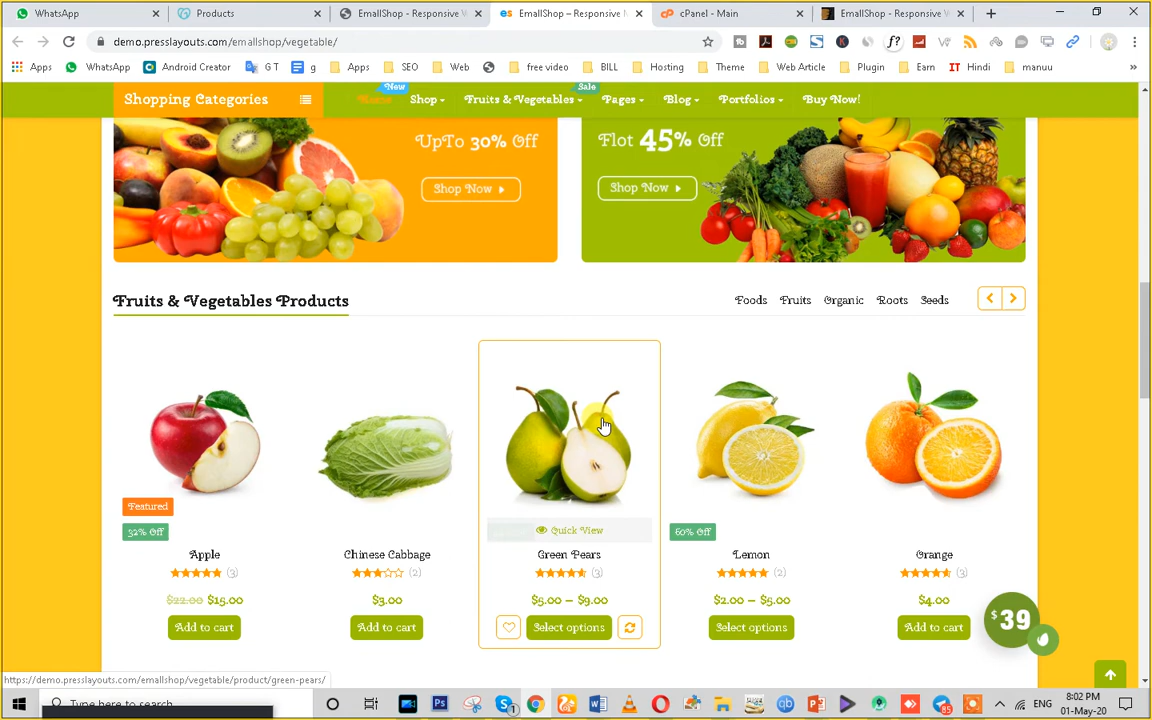 WhatsApp
Products
EmallShop - Responsive V
EmallShop – Responsive
cPanel - Main
EmallShop - Responsive V
demo.presslayouts.com/emallshop/vegetable/
Apps
WhatsApp
Android Creator
G T
g
Apps
SEO
Web
free video
BILL
Hosting
Theme
Web Article
Plugin
Earn
IT Hindi
manuu
New
Sale
Shopping Categories
Home
Shop
Fruits & Vegetables
Pages
Blog
Portfolios
Buy Now!
UpTo 30% Off
Shop Now
Flot 45% Off
Shop Now
Fruits & Vegetables Products
Foods
Fruits
Organic
Roots
Seeds
Featured
32% Off
Quick View
60% Off
Apple
Chinese Cabbage
Green Pears
Lemon
Orange
(3)
(2)
(3)
(2)
(3)
$22.00 $15.00
$3.00
$5.00 – $9.00
$2.00 – $5.00
$4.00
Add to cart
Add to cart
Select options
Select options
Add to cart
$39
https://demo.presslayouts.com/emallshop/vegetable/product/green-pears/
Type here to search
ENG
8:02 PM
01-May-20